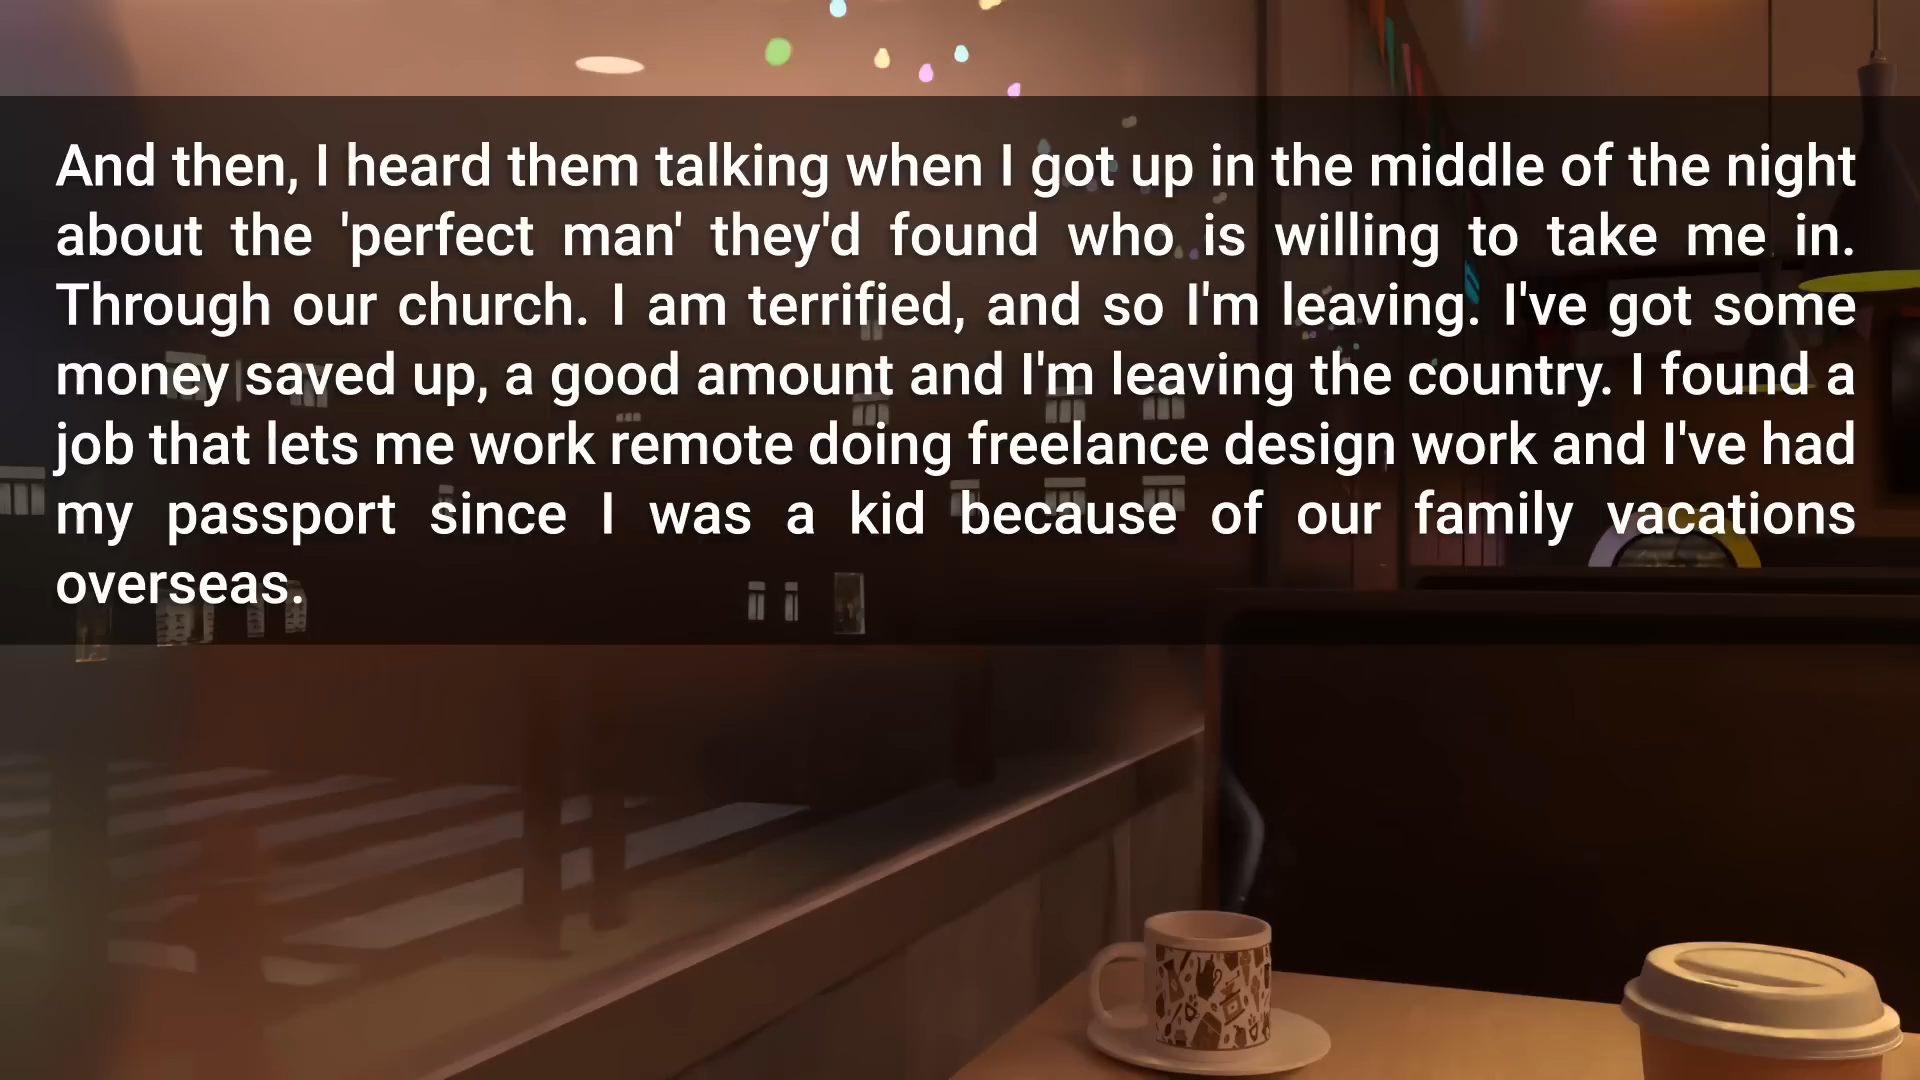 And then, I heard them talking when I got up in the middle of the night
about the 'perfect man' they'd found who is willing to take me in.
Through our church. I am terrified, and so I'm leaving. I've got some
money saved up, a good amount and I'm leaving the country. I found a
job that lets me work remote doing freelance design work and I've had
my passport since I was a kid because of our family vacations
overseas.